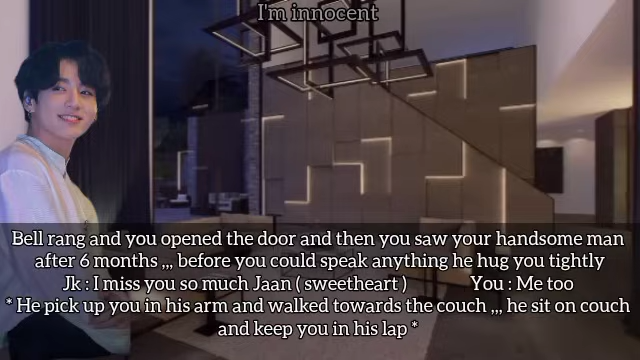 I'm innocent
Bell rang and you opened the door and then you saw your handsome man
after 6 months ,,, before you could speak anything he hug you tightly
Jk : I miss you so much Jaan ( sweetheart ) You : Me too
* He pick up you in his arm and walked towards the couch ,,, he sit on couch
and keep you in his lap *